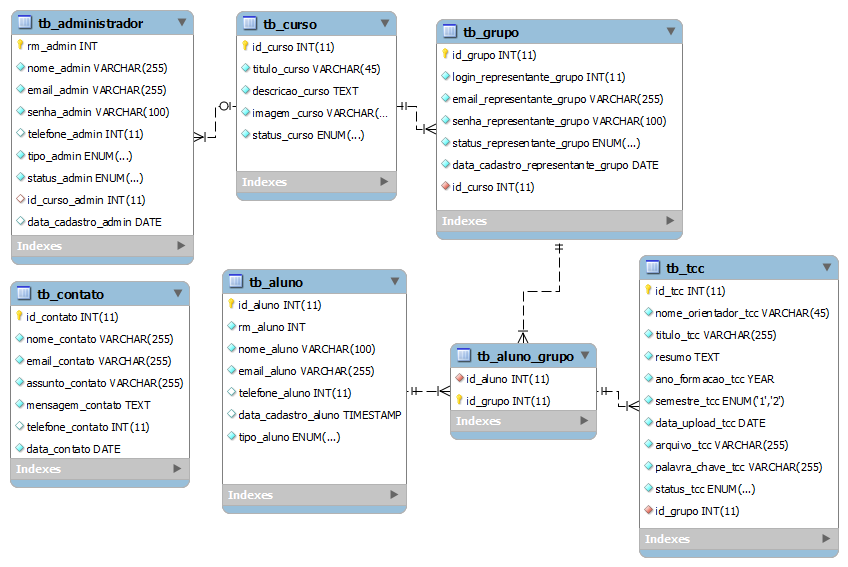 tb_administrador
rm_admin INT
nome_admin VARCHAR(255)
email_admin VARCHAR(255)
senha_admin VARCHAR(100)
telefone_admin INT(11)
tipo_admin ENUM(...)
status_admin ENUM(...)
id_curso_admin INT(11)
data_cadastro_admin DATE
Indexes
tb_curso
id_curso INT(11)
titulo_curso VARCHAR(45)
descricao_curso TEXT
imagem_curso VARCHAR(...
status_curso ENUM(...)
Indexes
tb_grupo
id_grupo INT(11)
login_representante_grupo INT(11)
email_representante_grupo VARCHAR(255)
senha_representante_grupo VARCHAR(100)
status_representante_grupo ENUM(...)
data_cadastro_representante_grupo DATE
id_curso INT(11)
Indexes
tb_contato
id_contato INT(11)
nome_contato VARCHAR(255)
email_contato VARCHAR(255)
assunto_contato VARCHAR(255)
mensagem_contato TEXT
telefone_contato INT(11)
data_contato DATE
Indexes
tb_aluno
id_aluno INT(11)
rm_aluno INT
nome_aluno VARCHAR(100)
email_aluno VARCHAR(255)
telefone_aluno INT(11)
data_cadastro_aluno TIMESTAMP
tipo_aluno ENUM(...)
Indexes
tb_aluno_grupo
id_aluno INT(11)
id_grupo INT(11)
Indexes
tb_tcc
id_tcc INT(11)
nome_orientador_tcc VARCHAR(45)
titulo_tcc VARCHAR(255)
resumo TEXT
ano_formacao_tcc YEAR
semestre_tcc ENUM('1','2')
data_upload_tcc DATE
arquivo_tcc VARCHAR(255)
palavra_chave_tcc VARCHAR(255)
status_tcc ENUM(...)
id_grupo INT(11)
Indexes